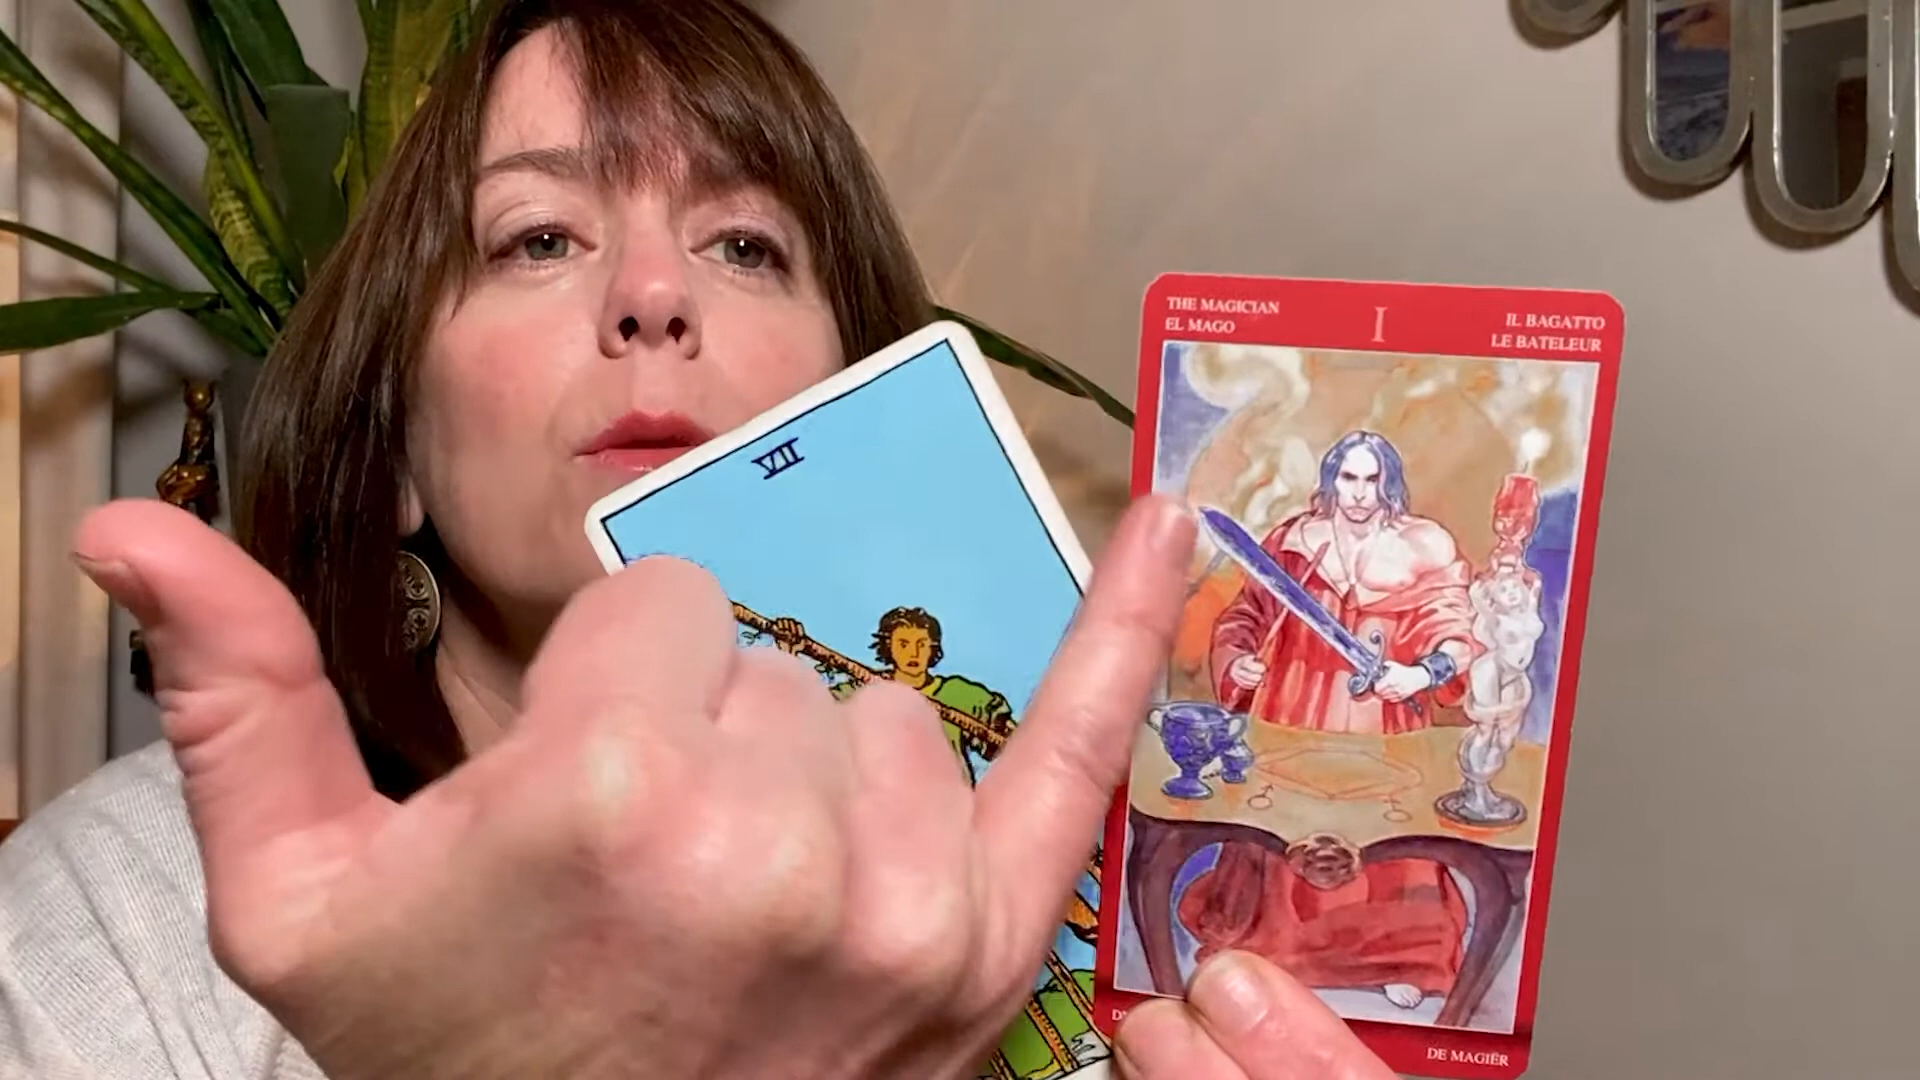 VII
THE MAGICIAN
EL MAGO
I
IL BAGATTO
LE BATELEUR
DE MAGIËR